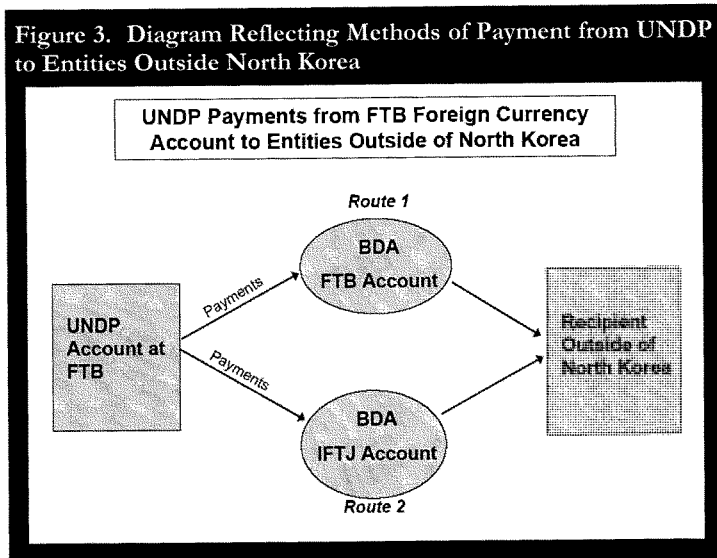 Figure 3. Diagram Reflecting Methods of Payment from UNDP
to Entities Outside North Korea
UNDP Payments from FTB Foreign Currency
Account to Entities Outside of North Korea
Route 1
BDA
FTB Account
Payments
UNDP
Account at
FTB
Payments
Recipient
Outside of
North Korea
BDA
IFTJ Account
Route 2